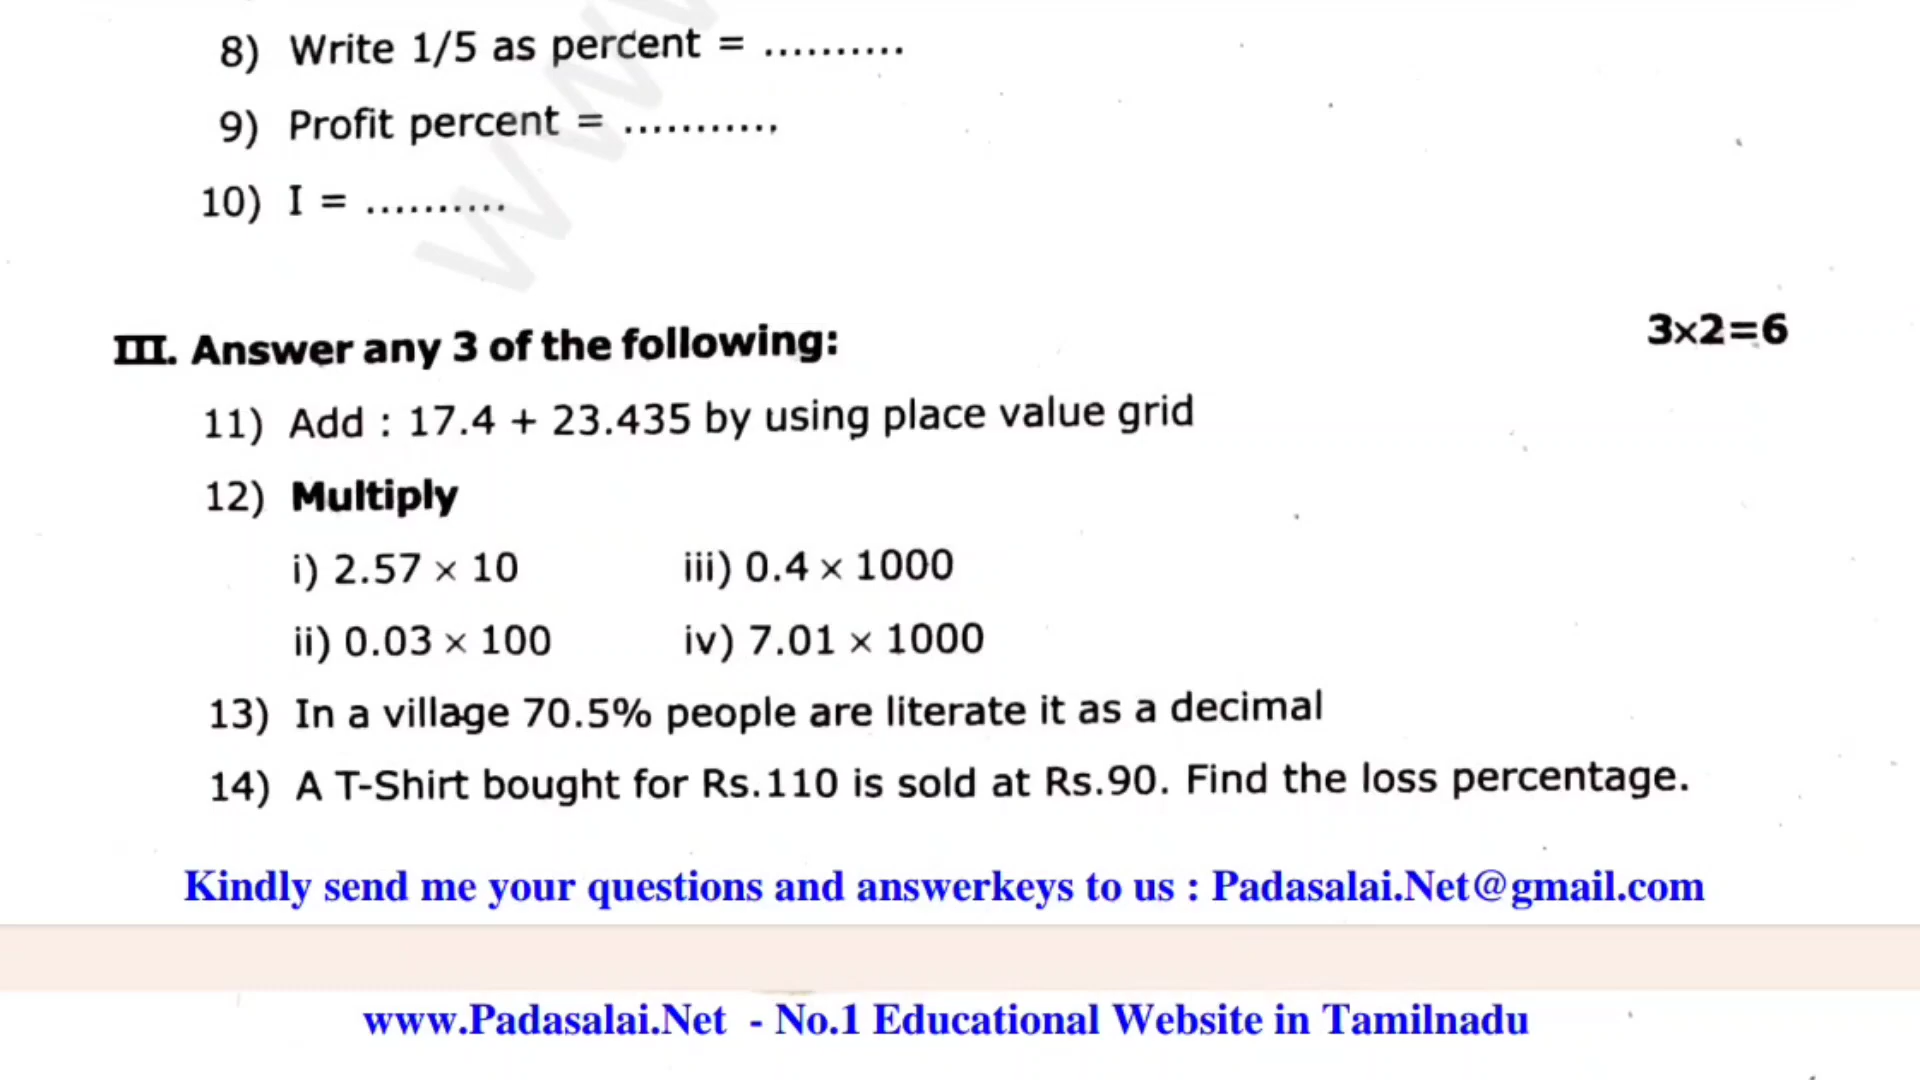 8) Write 1/5 as percent = ..........
9) Profit percent = ...........
10) I = ..........
III. Answer any 3 of the following: 3×2=6
11) Add : 17.4 + 23.435 by using place value grid
12) Multiply
i) 2.57 × 10 iii) 0.4 × 1000
ii) 0.03 × 100 iv) 7.01 × 1000
13) In a village 70.5% people are literate it as a decimal
14) A T-Shirt bought for Rs.110 is sold at Rs.90. Find the loss percentage.
Kindly send me your questions and answerkeys to us : Padasalai.Net@gmail.com
www.Padasalai.Net - No.1 Educational Website in Tamilnadu